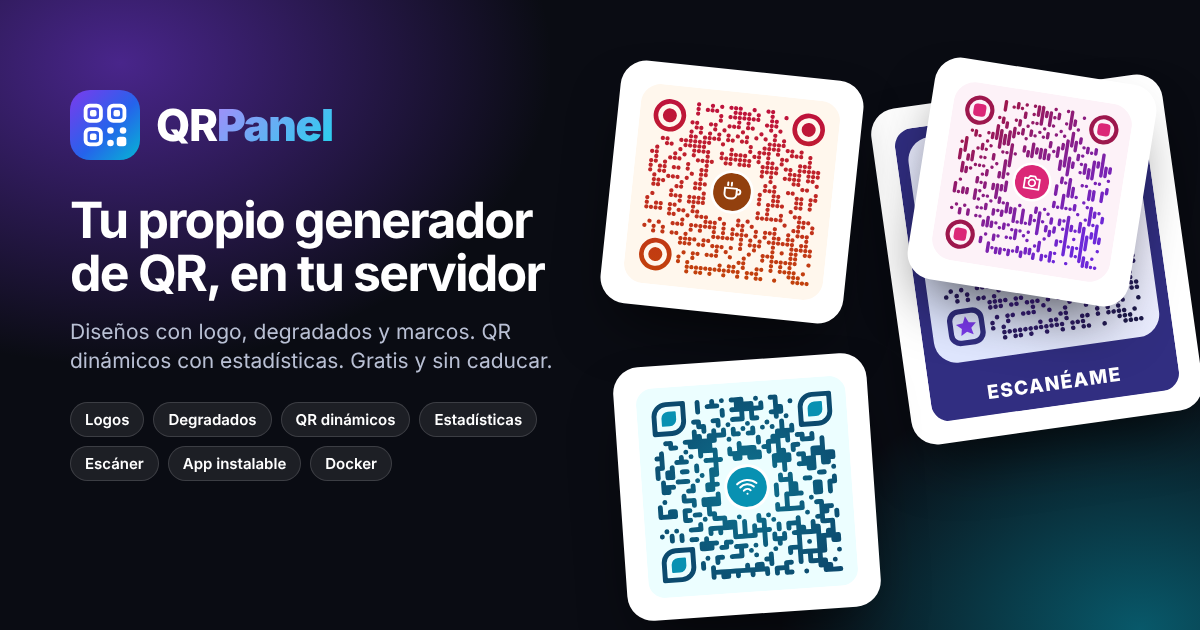 QRPanel
Tu propio generador
de QR, en tu servidor
Diseños con logo, degradados y marcos. QR
dinámicos con estadísticas. Gratis y sin caducar.
Logos
Degradados
QR dinámicos
Estadísticas
Escáner
App instalable
Docker
ESCANÉAME